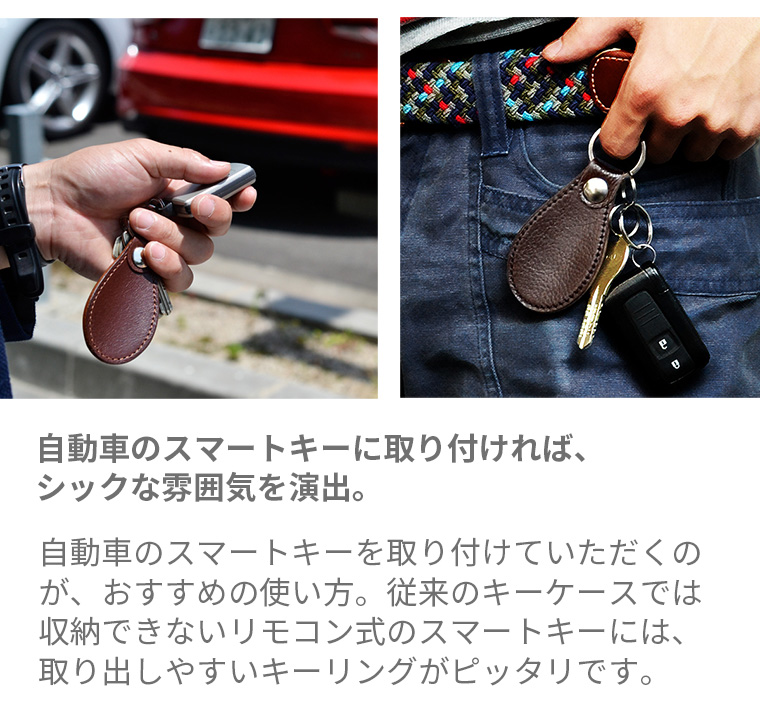 自動車のスマートキーに取り付ければ、
シックな雰囲気を演出。
自動車のスマートキーを取り付けていただくの
が、おすすめの使い方。従来のキーケースでは
収納できないリモコン式のスマートキーには、
取り出しやすいキーリングがピッタリです。